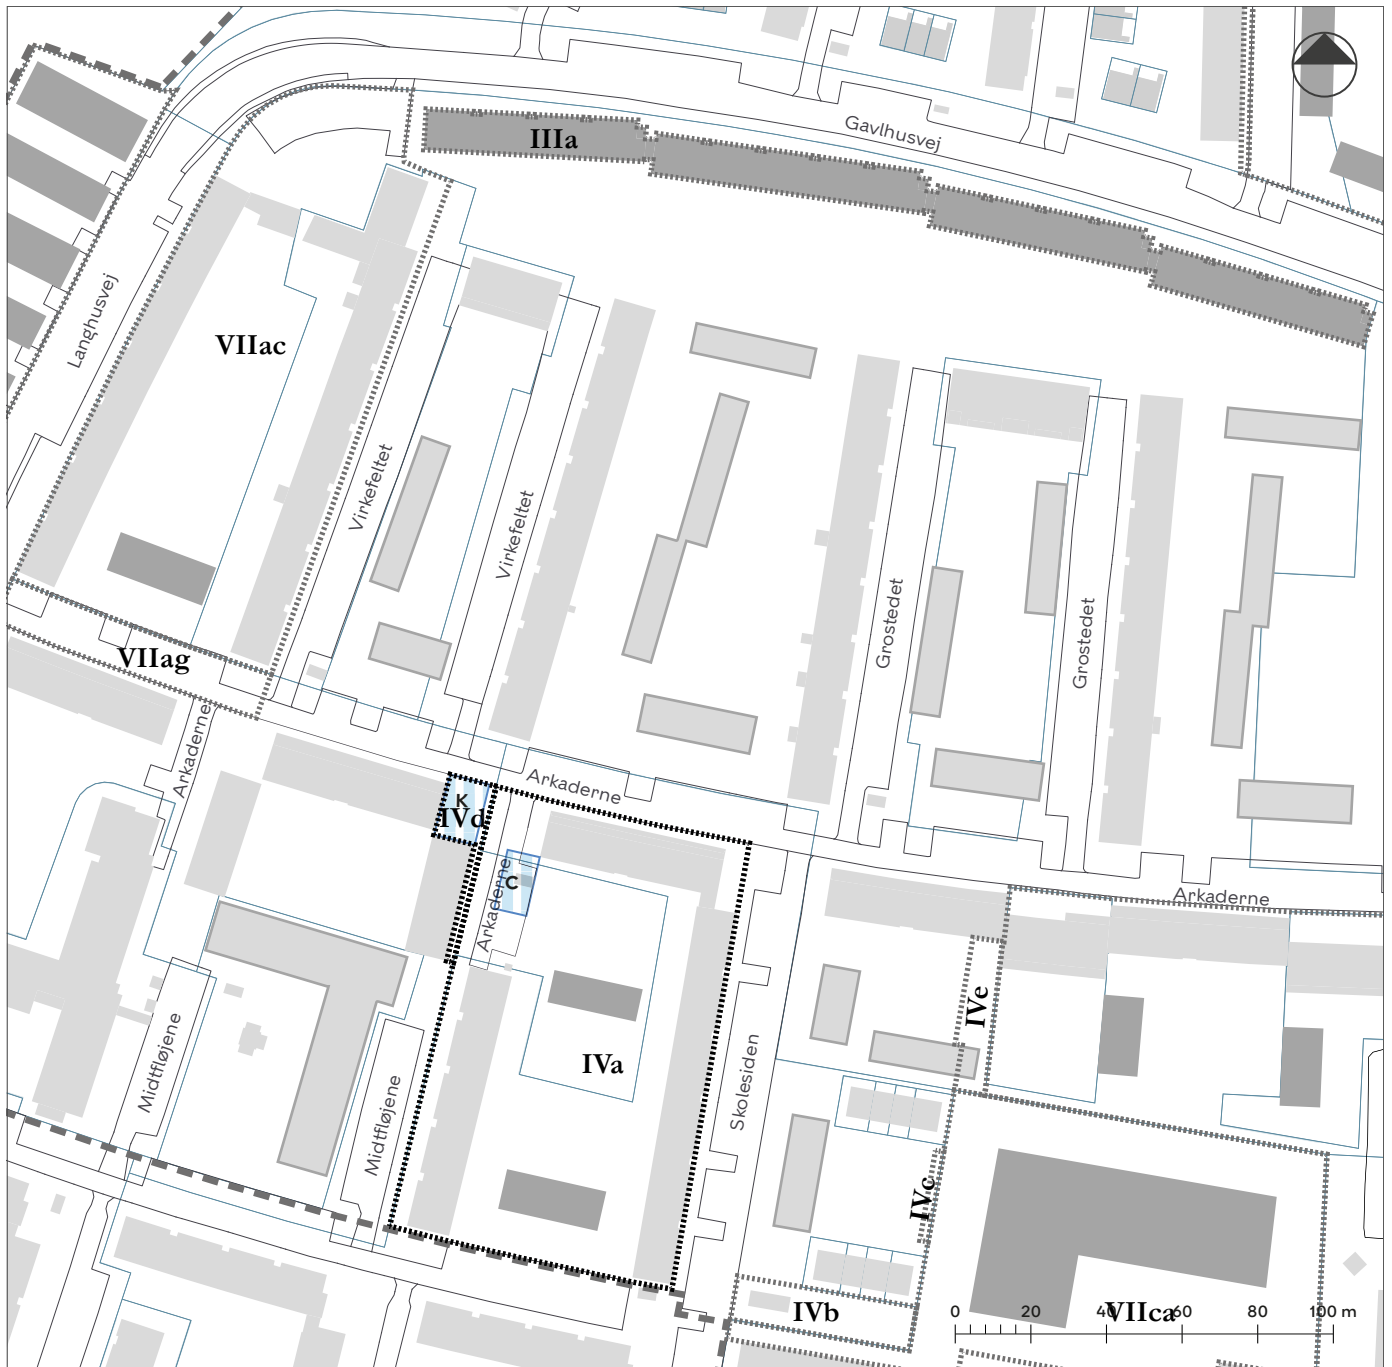 Gavlhusvej
IIIa
Langhusvej
VIIac
Virkefeltet
Virkefeltet
Grostedet
Grostedet
VIIag
Arkaderne
Arkaderne
K
IVd
C
Arkaderne
Arkaderne
IVe
IVa
Midtfløjene
Midtfløjene
Skolesiden
IVc
IVb
VIIca
0 20 40 60 80 100 m